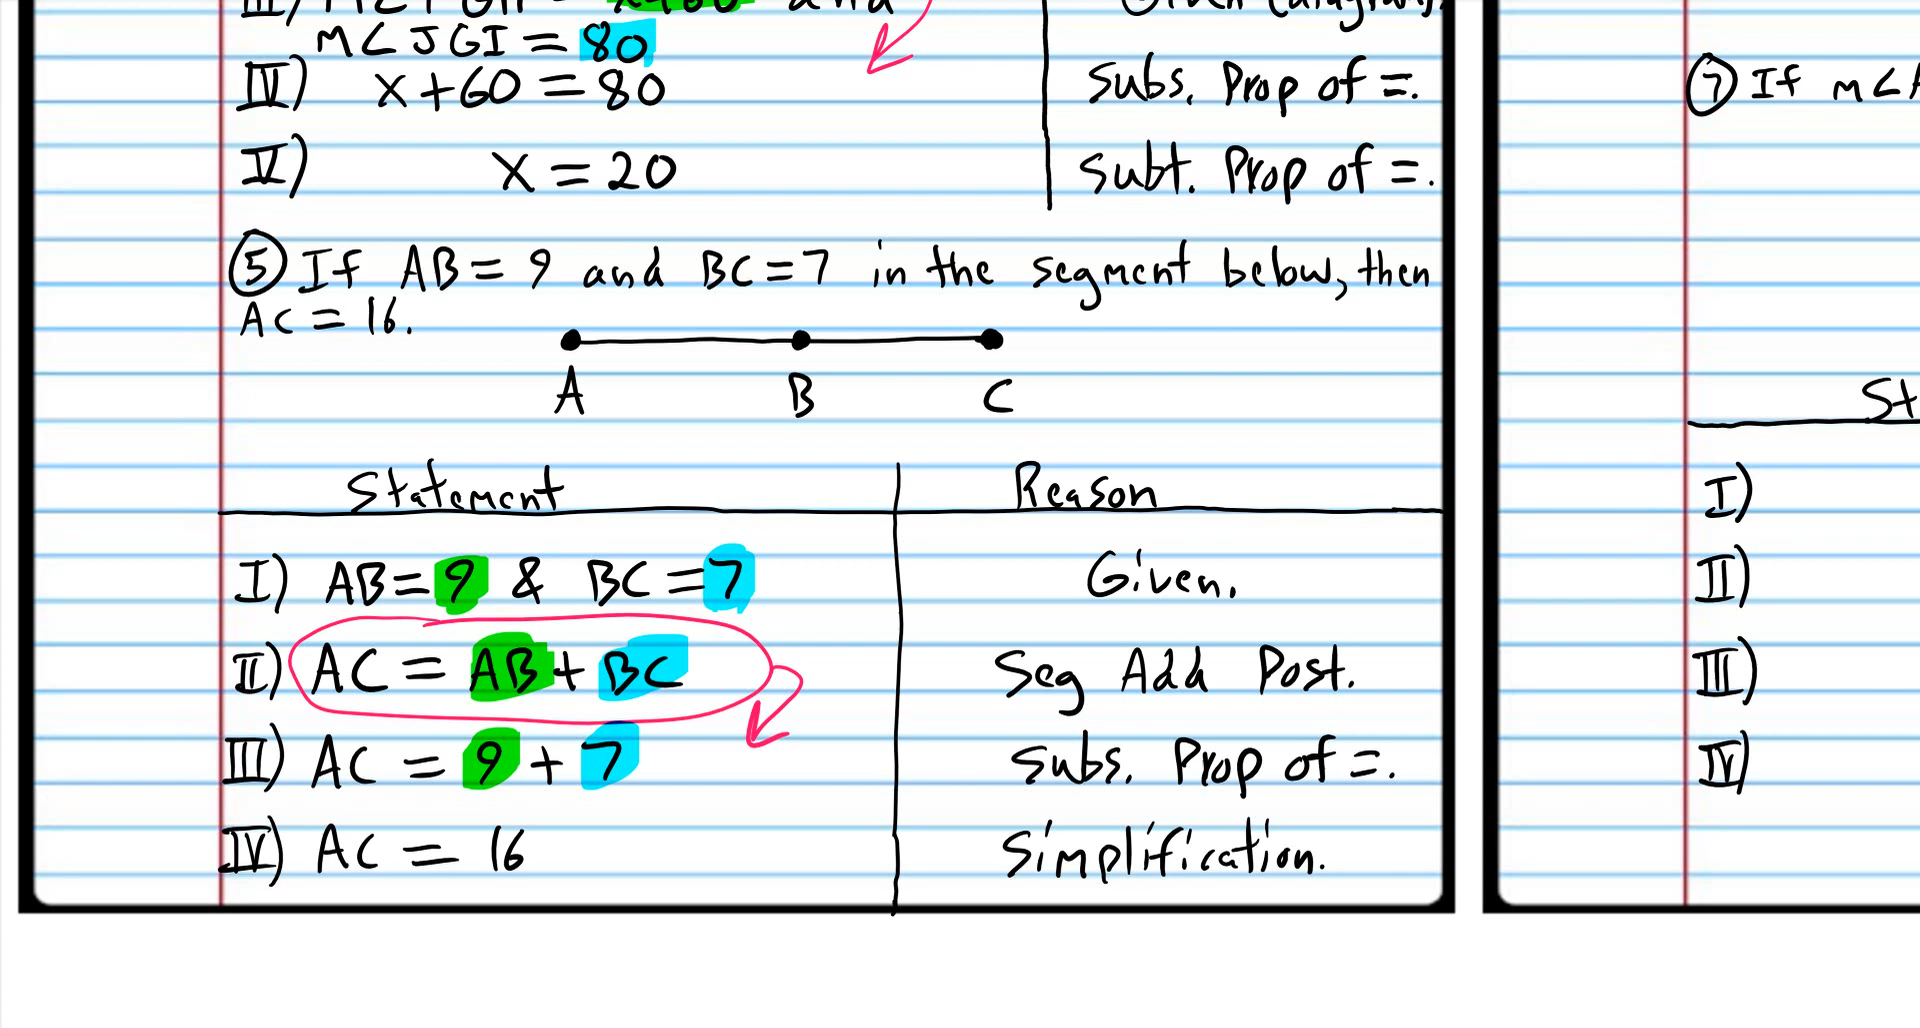 m∠JGI = 80
IV) x+60 = 80 Subs. Prop of =.
V) x = 20 Subt. Prop of =.
⑤ If AB = 9 and BC = 7 in the segment below, then
AC = 16.
A B C
Statement Reason
I) AB = 9 & BC = 7 Given.
II) AC = AB + BC Seg Add Post.
III) AC = 9 + 7 Subs. Prop of =.
IV) AC = 16 Simplification.
⑦ If m∠A
St
I)
II)
III)
IV)